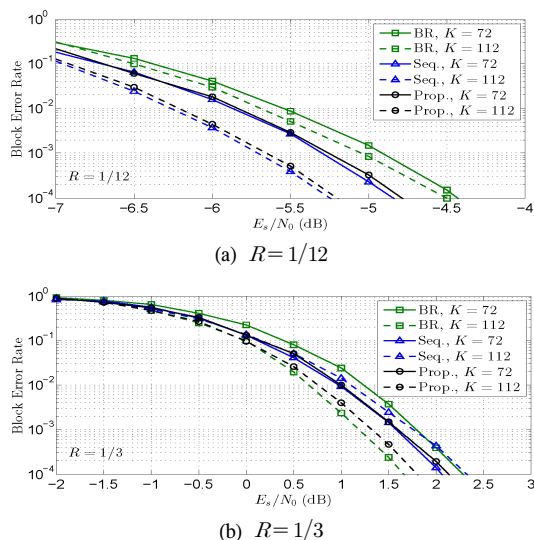 10^0
10^-1
10^-2
10^-3
10^-4
Block Error Rate
BR, K = 72
BR, K = 112
Seq., K = 72
Seq., K = 112
Prop., K = 72
Prop., K = 112
R = 1/12
-7 -6.5 -6 -5.5 -5 -4.5 -4
E_s/N_0 (dB)
(a) R = 1/12
10^0
10^-1
10^-2
10^-3
10^-4
Block Error Rate
BR, K = 72
BR, K = 112
Seq., K = 72
Seq., K = 112
Prop., K = 72
Prop., K = 112
R = 1/3
-2 -1.5 -1 -0.5 0 0.5 1 1.5 2 2.5 3
E_s/N_0 (dB)
(b) R = 1/3